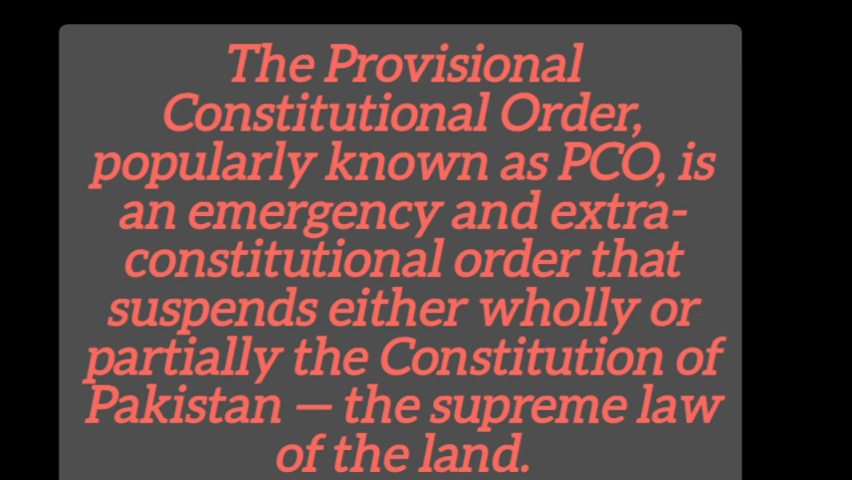 The Provisional
Constitutional Order,
popularly known as PCO, is
an emergency and extra-
constitutional order that
suspends either wholly or
partially the Constitution of
Pakistan — the supreme law
of the land.